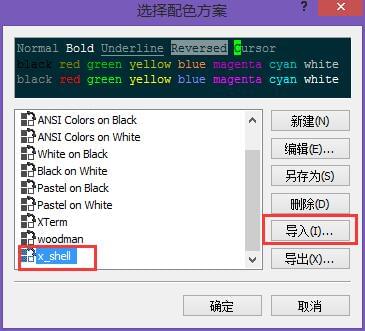 选择配色方案
Normal Bold Underline Reversed Cursor
black red green yellow blue magenta cyan white
black red green yellow blue magenta cyan white
ANSI Colors on Black
ANSI Colors on White
White on Black
Black on White
Pastel on Black
Pastel on White
XTerm
woodman
x_shell
新建(N)
编辑(E)...
另存为(S)
删除(D)
导入(I)...
导出(X)...
确定
取消